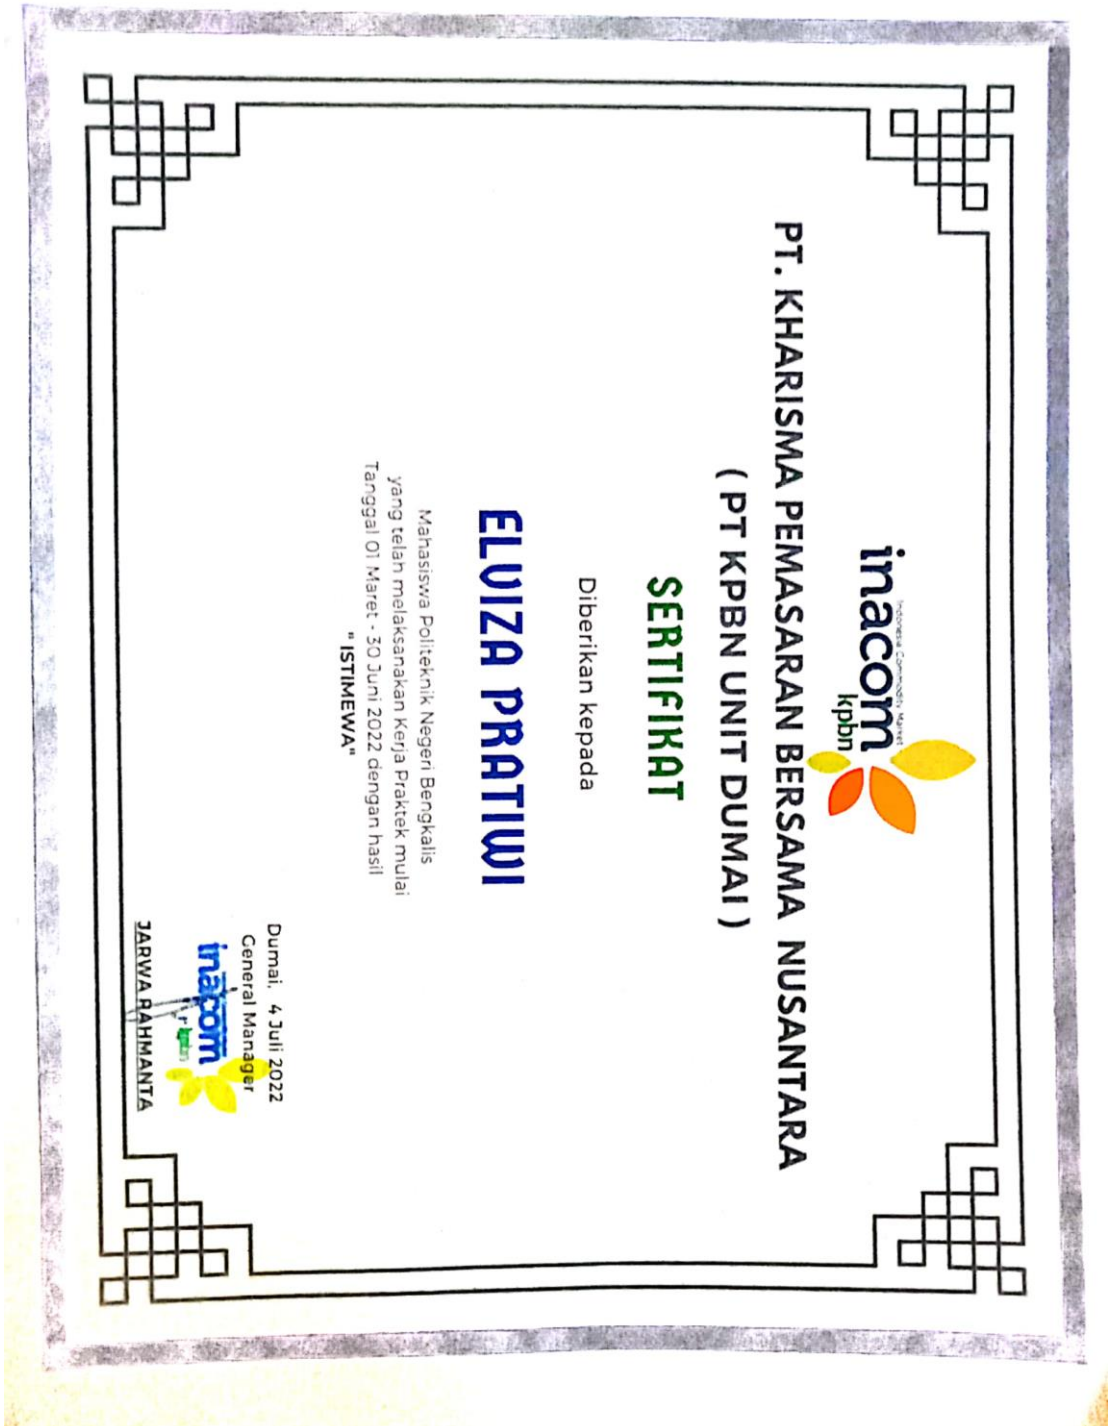 inacom
Indonesia Commodity Market
kpbn
PT. KHARISMA PEMASARAN BERSAMA NUSANTARA
( PT KPBN UNIT DUMAI )
SERTIFIKAT
Diberikan kepada
ELVIZA PRATIWI
Mahasiswa Politeknik Negeri Bengkalis
yang telah melaksanakan Kerja Praktek mulai
Tanggal 01 Maret - 30 Juni 2022 dengan hasil
" ISTIMEWA"
Dumai, 4 Juli 2022
General Manager
inacom
kpbn
JARWA RAHMANTA